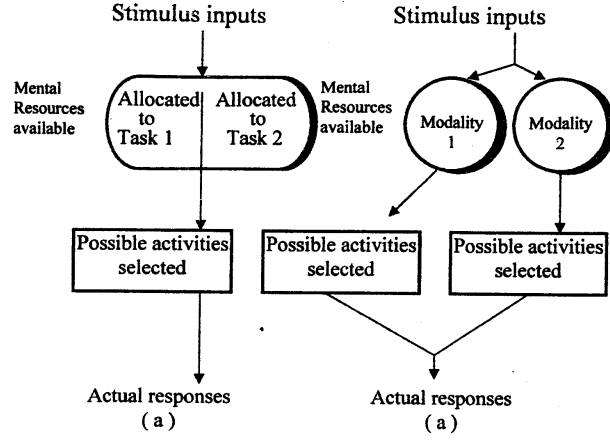 Stimulus inputs
Mental
Resources
available
Allocated
to
Task 1
Allocated
to
Task 2
Possible activities
selected
Actual responses
( a )
Stimulus inputs
Mental
Resources
available
Modality
1
Modality
2
Possible activities
selected
Possible activities
selected
Actual responses
( a )